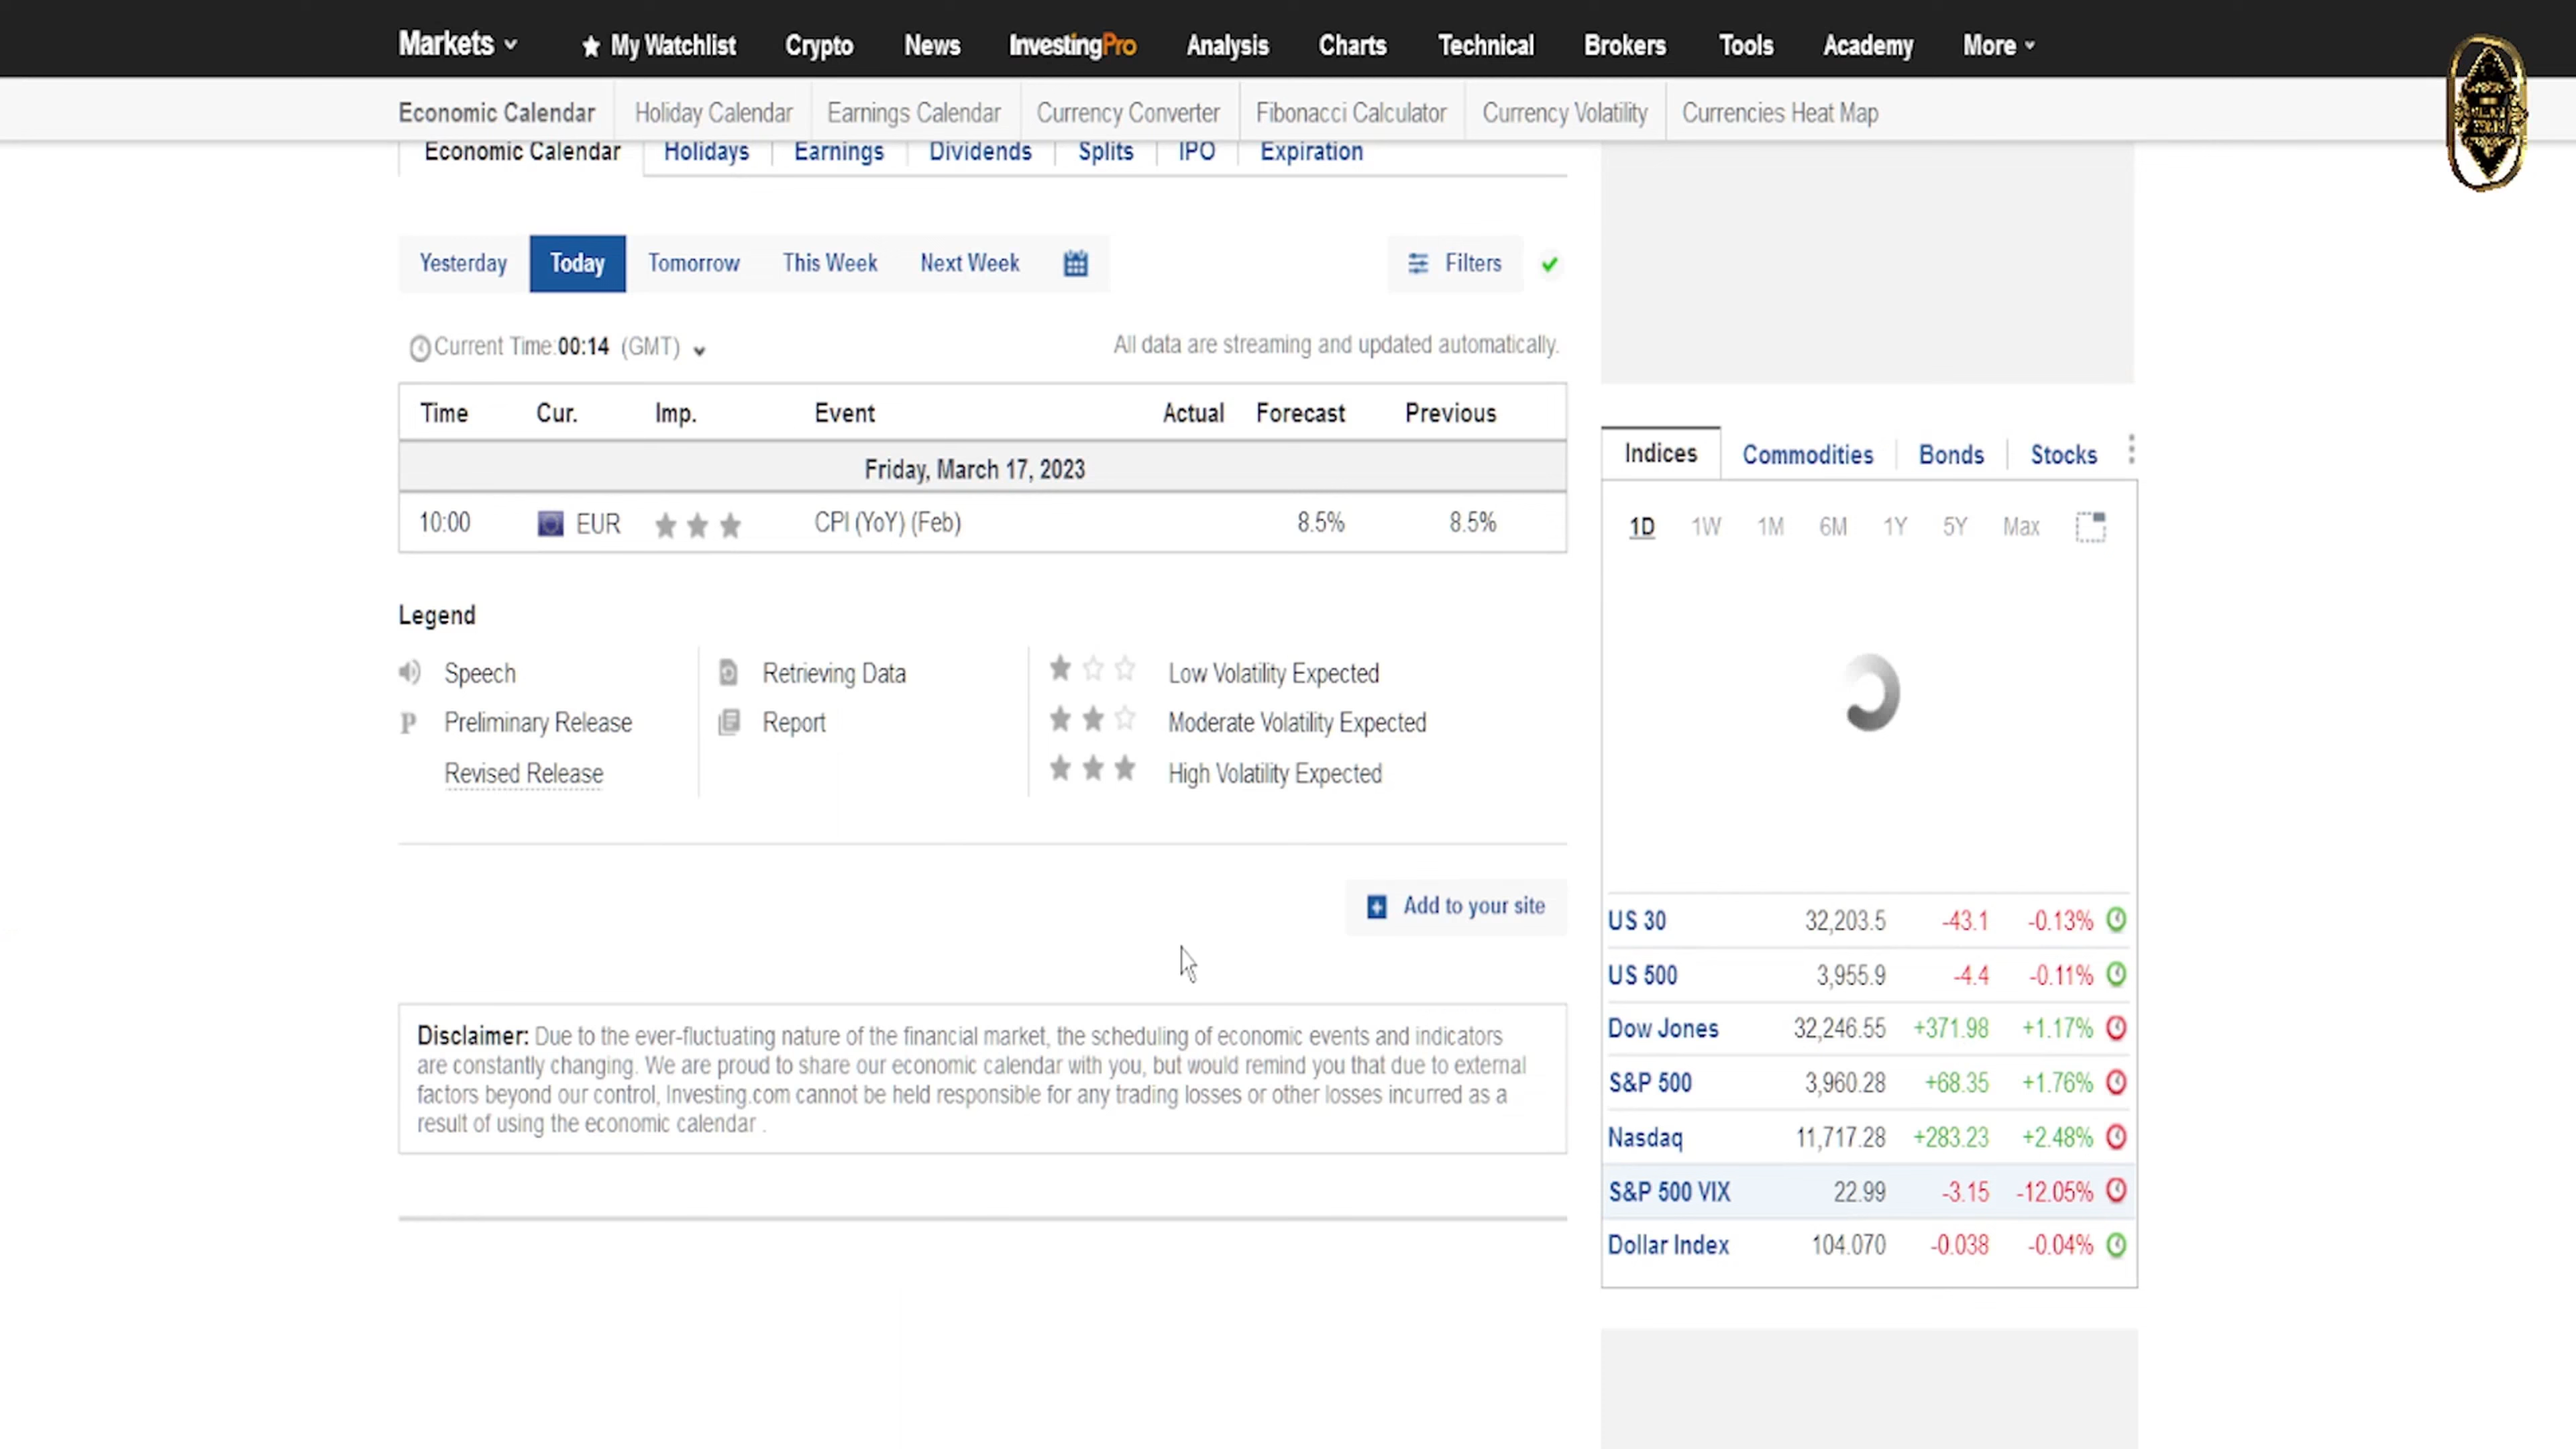 Markets My Watchlist Crypto News InvestingPro Analysis Charts Technical Brokers Tools Academy More
Economic Calendar Holiday Calendar Earnings Calendar Currency Converter Fibonacci Calculator Currency Volatility Currencies Heat Map
Economic Calendar Holidays Earnings Dividends Splits IPO Expiration
Yesterday Today Tomorrow This Week Next Week Filters
Current Time:00:14 (GMT) All data are streaming and updated automatically.
Time Cur. Imp. Event Actual Forecast Previous
Friday, March 17, 2023
10:00 EUR CPI (YoY) (Feb) 8.5% 8.5%
Legend
Speech Retrieving Data Low Volatility Expected
P Preliminary Release Report Moderate Volatility Expected
Revised Release High Volatility Expected
Add to your site
Disclaimer: Due to the ever-fluctuating nature of the financial market, the scheduling of economic events and indicators
are constantly changing. We are proud to share our economic calendar with you, but would remind you that due to external
factors beyond our control, Investing.com cannot be held responsible for any trading losses or other losses incurred as a
result of using the economic calendar .
Indices Commodities Bonds Stocks
1D 1W 1M 6M 1Y 5Y Max
US 30 32,203.5 -43.1 -0.13%
US 500 3,955.9 -4.4 -0.11%
Dow Jones 32,246.55 +371.98 +1.17%
S&P 500 3,960.28 +68.35 +1.76%
Nasdaq 11,717.28 +283.23 +2.48%
S&P 500 VIX 22.99 -3.15 -12.05%
Dollar Index 104.070 -0.038 -0.04%